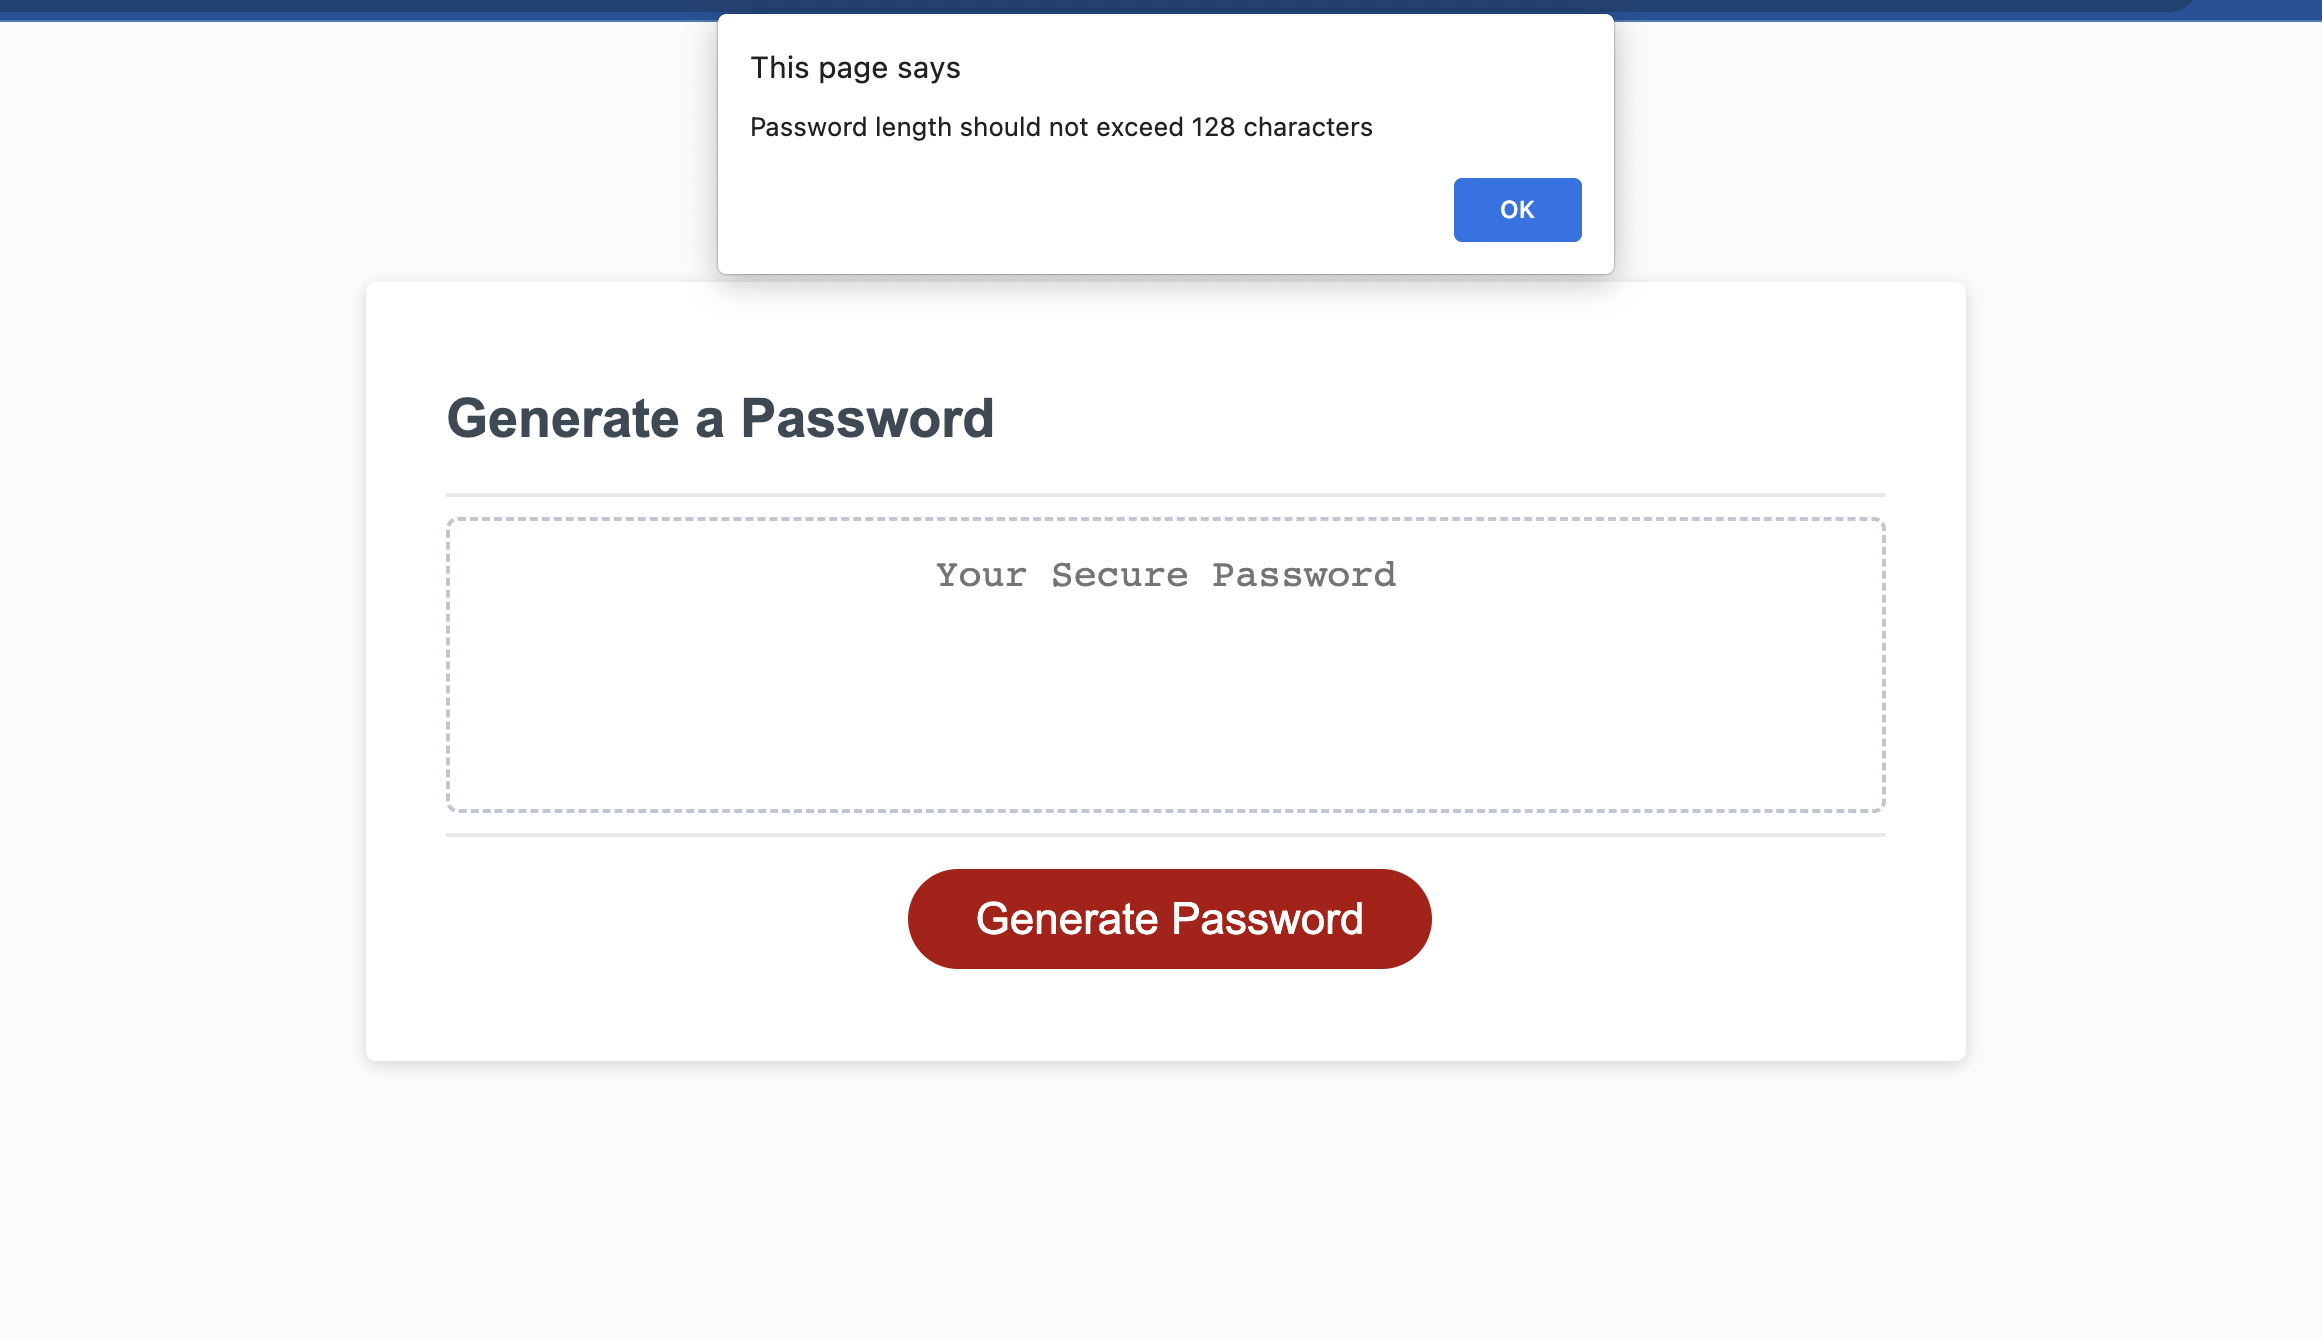 This page says
Password length should not exceed 128 characters
OK
Generate a Password
Your Secure Password
Generate Password